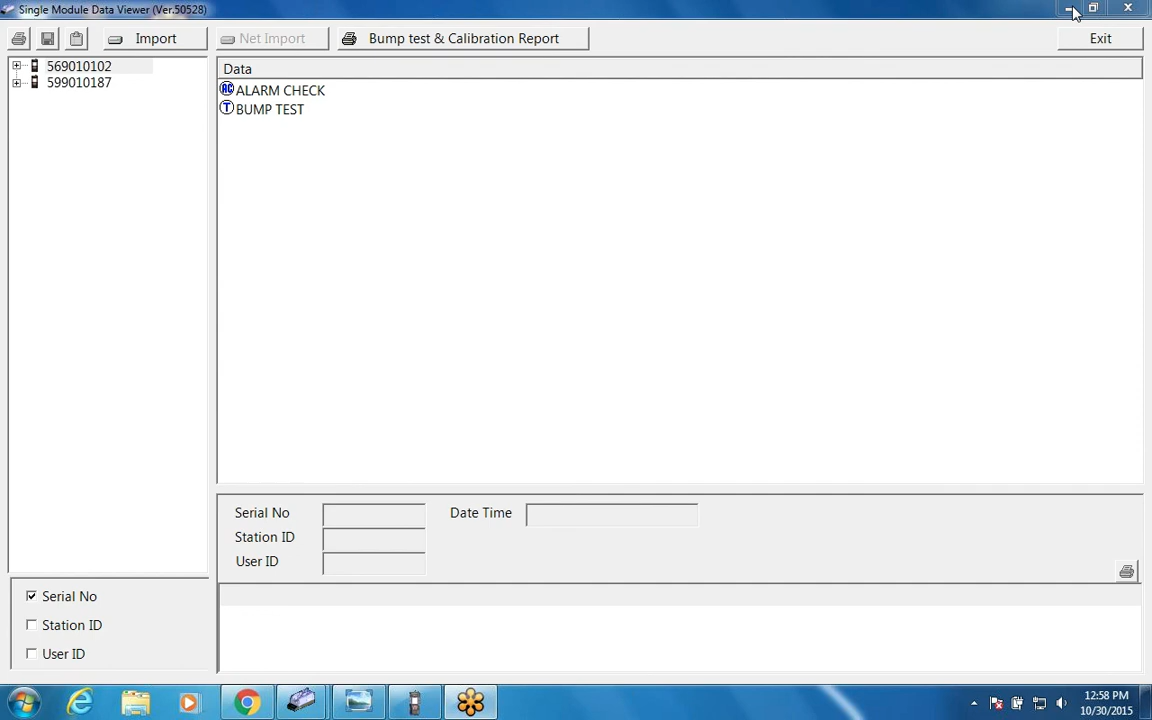 Single Module Data Viewer (Ver.50528)
Import
Net Import
Bump test & Calibration Report
Exit
569010102
599010187
Data
AC ALARM CHECK
T BUMP TEST
Serial No
Date Time
Station ID
User ID
Serial No
Station ID
User ID
12:58 PM
10/30/2015